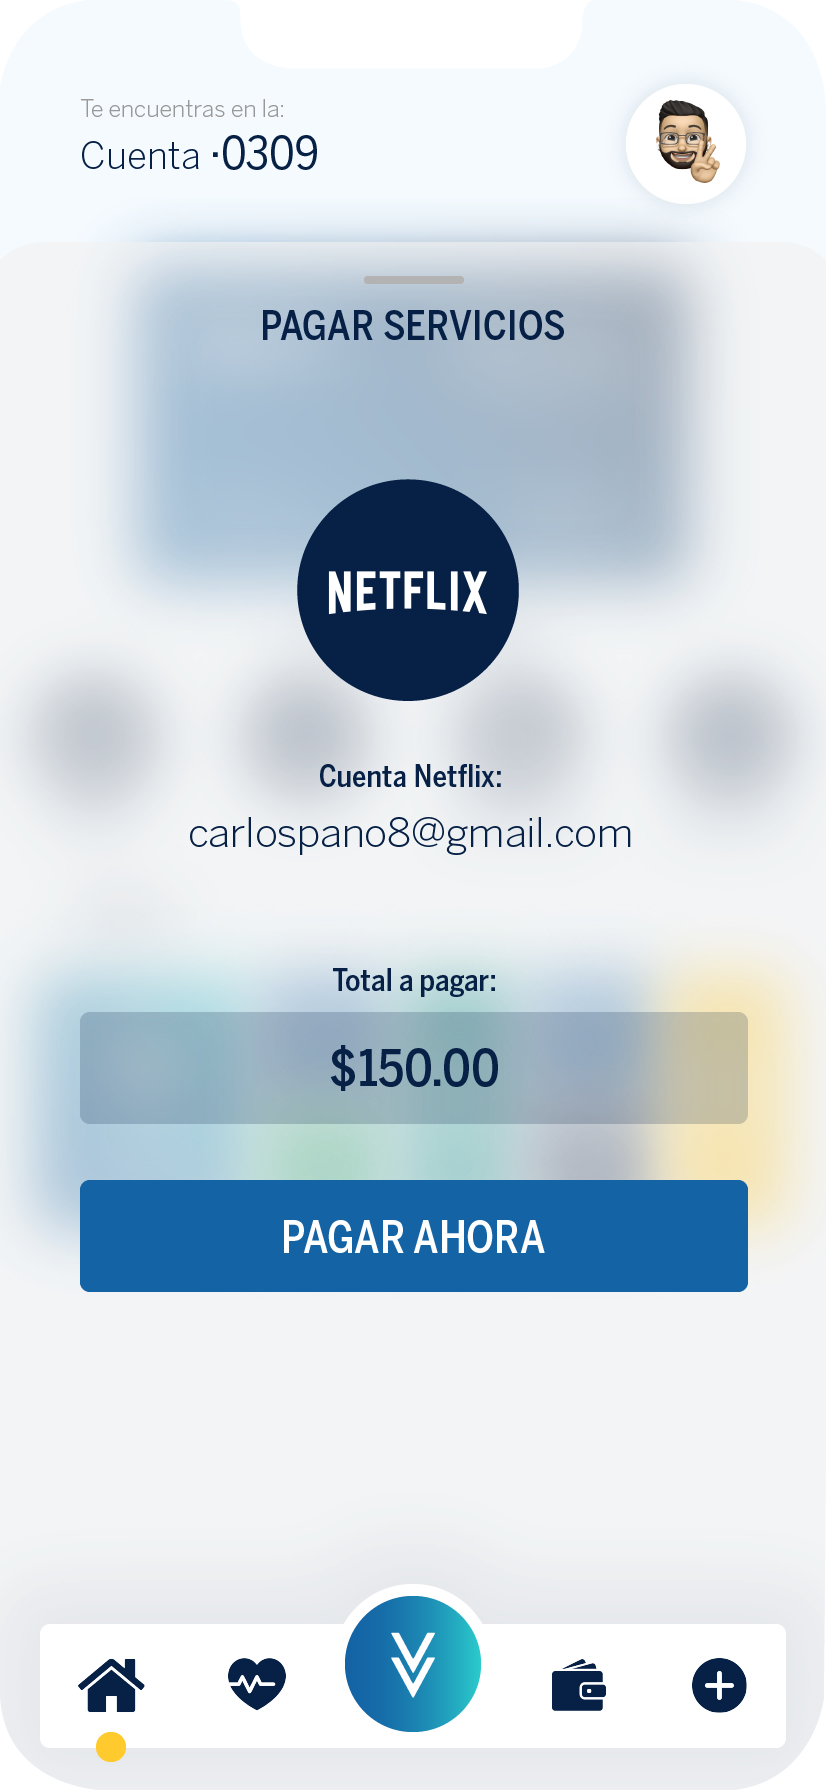 Te encuentras en la:
Cuenta ·0309
PAGAR SERVICIOS
NETFLIX
Cuenta Netflix:
carlospano8@gmail.com
Total a pagar:
$150.00
PAGAR AHORA